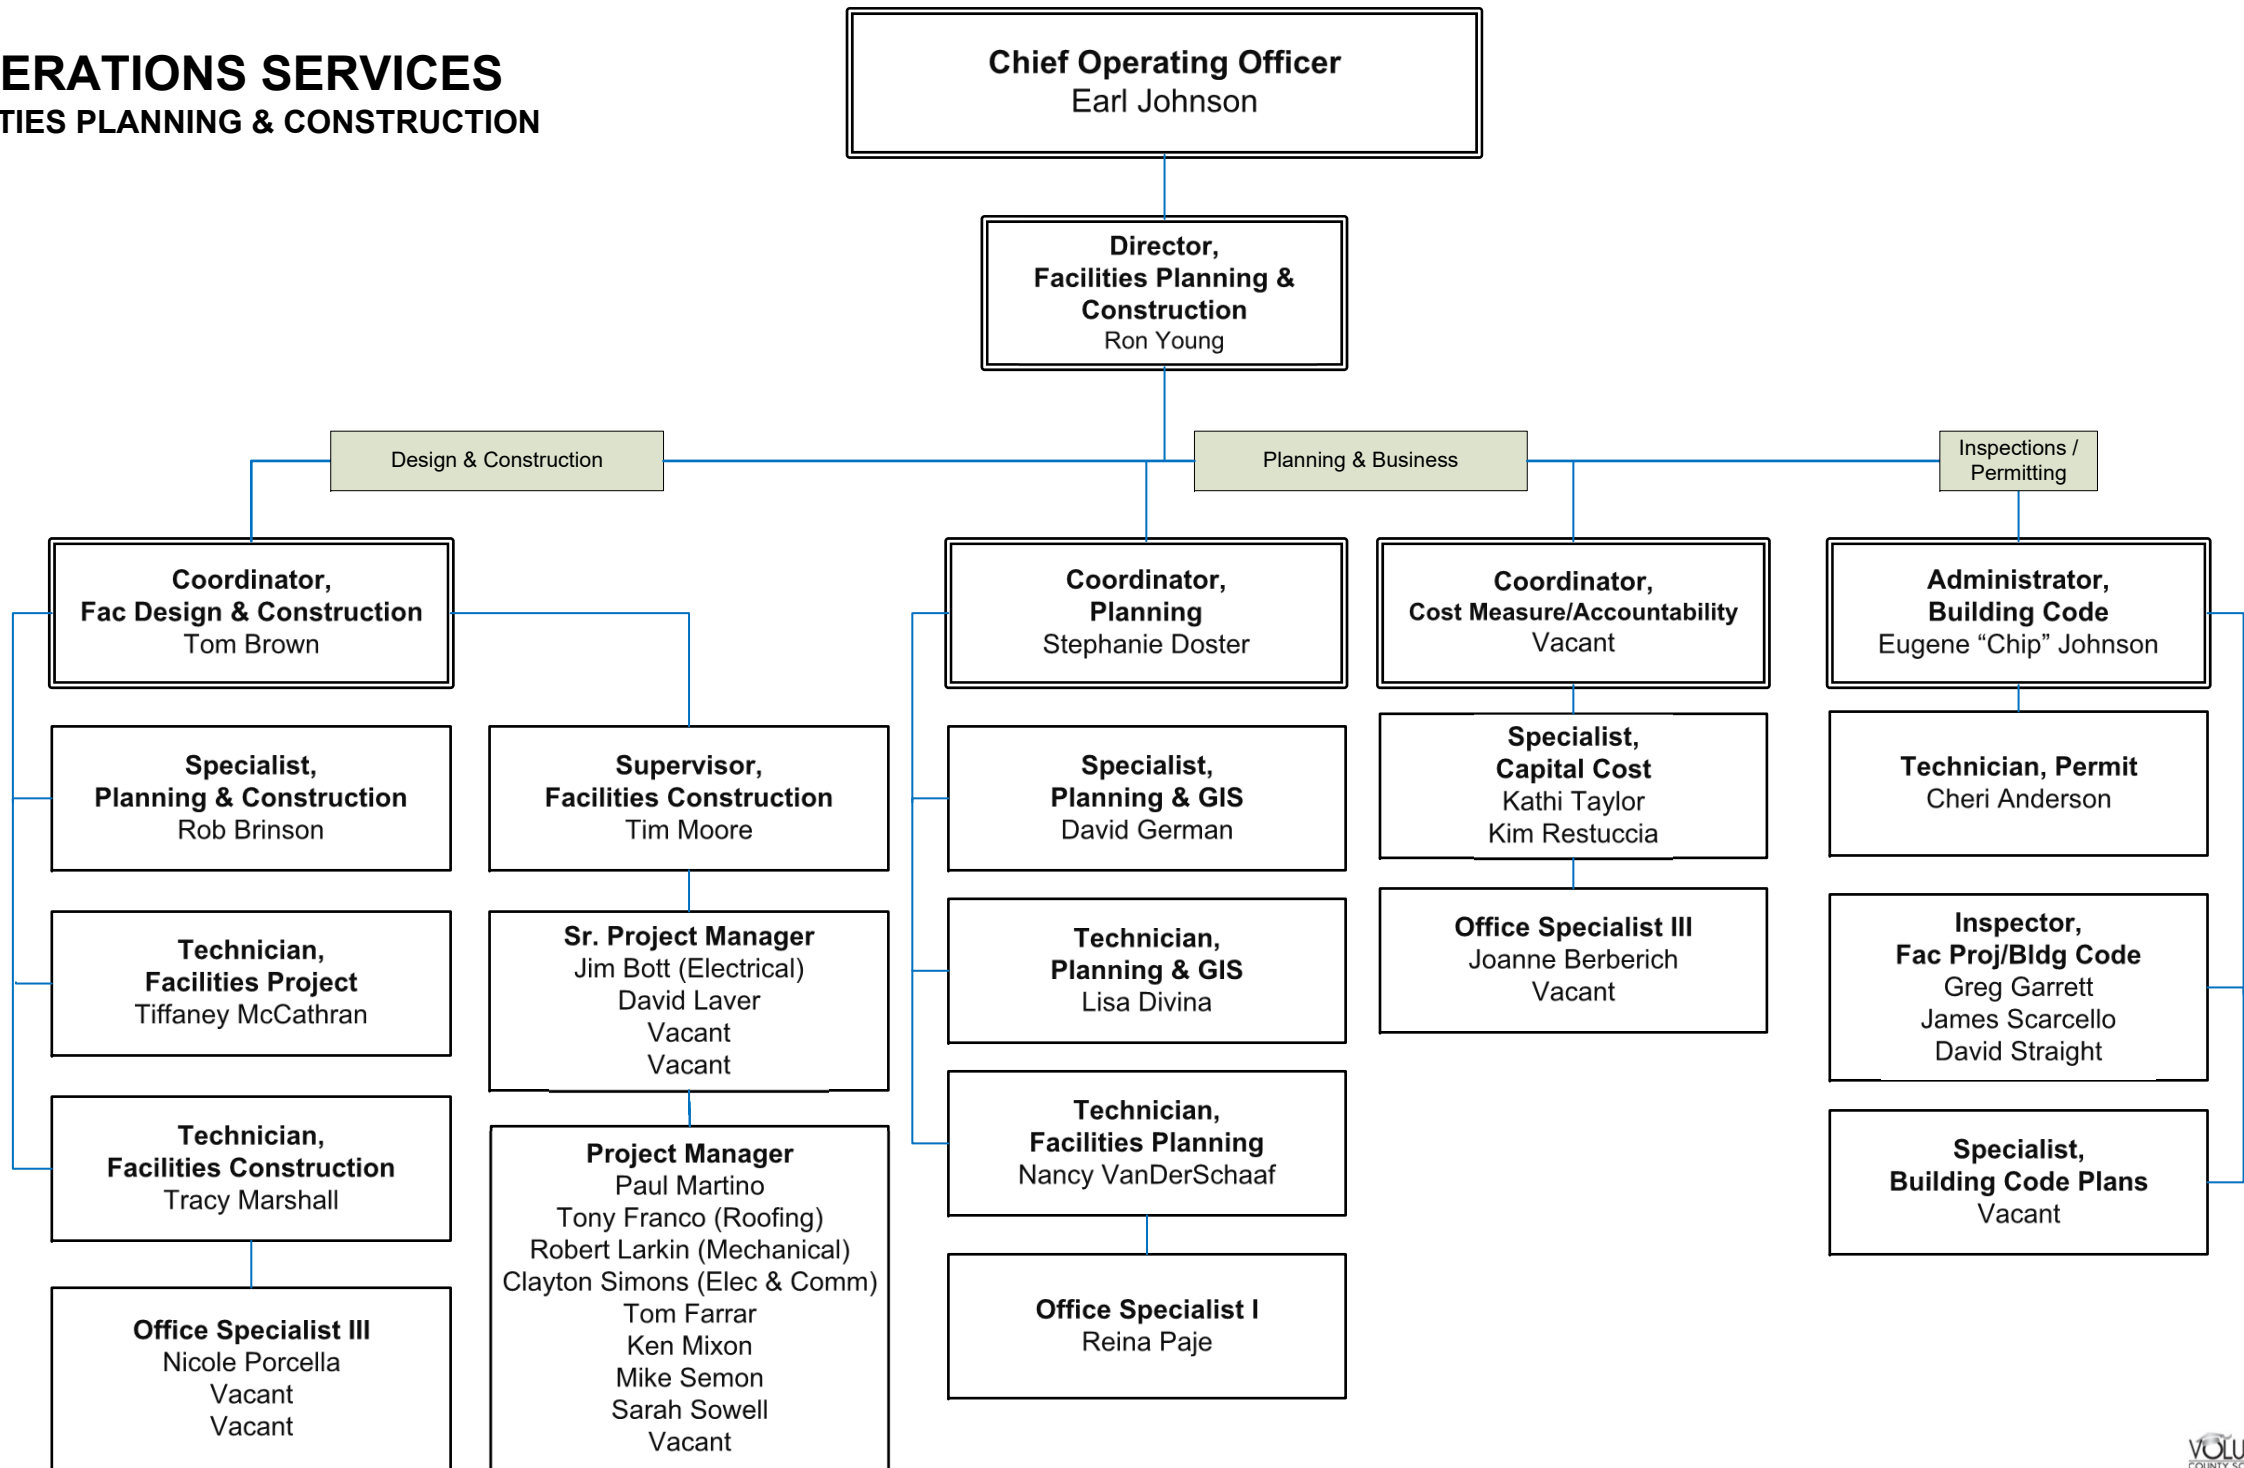 ERATIONS SERVICES
TIES PLANNING & CONSTRUCTION
Chief Operating Officer
Earl Johnson
Director,
Facilities Planning &
Construction
Ron Young
Design & Construction
Planning & Business
Inspections /
Permitting
Coordinator,
Fac Design & Construction
Tom Brown
Specialist,
Planning & Construction
Rob Brinson
Technician,
Facilities Project
Tiffaney McCathran
Technician,
Facilities Construction
Tracy Marshall
Office Specialist III
Nicole Porcella
Vacant
Vacant
Supervisor,
Facilities Construction
Tim Moore
Sr. Project Manager
Jim Bott (Electrical)
David Laver
Vacant
Vacant
Project Manager
Paul Martino
Tony Franco (Roofing)
Robert Larkin (Mechanical)
Clayton Simons (Elec & Comm)
Tom Farrar
Ken Mixon
Mike Semon
Sarah Sowell
Vacant
Coordinator,
Planning
Stephanie Doster
Specialist,
Planning & GIS
David German
Technician,
Planning & GIS
Lisa Divina
Technician,
Facilities Planning
Nancy VanDerSchaaf
Office Specialist I
Reina Paje
Coordinator,
Cost Measure/Accountability
Vacant
Specialist,
Capital Cost
Kathi Taylor
Kim Restuccia
Office Specialist III
Joanne Berberich
Vacant
Administrator,
Building Code
Eugene “Chip” Johnson
Technician, Permit
Cheri Anderson
Inspector,
Fac Proj/Bldg Code
Greg Garrett
James Scarcello
David Straight
Specialist,
Building Code Plans
Vacant
VOLU
COUNTY SC